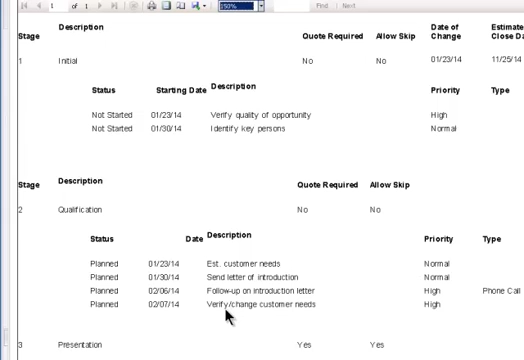 1 of 1 150% Find | Next
Stage Description Quote Required Allow Skip Date of Change Estimate Close Da
1 Initial No No 01/23/14 11/25/14
Status Starting Date Description Priority Type
Not Started 01/23/14 Verify quality of opportunity High
Not Started 01/30/14 Identify key persons Normal
Stage Description Quote Required Allow Skip
2 Qualification No No
Status Date Description Priority Type
Planned 01/23/14 Est. customer needs Normal
Planned 01/30/14 Send letter of introduction Normal
Planned 02/06/14 Follow-up on introduction letter High Phone Call
Planned 02/07/14 Verify/change customer needs High
3 Presentation Yes Yes